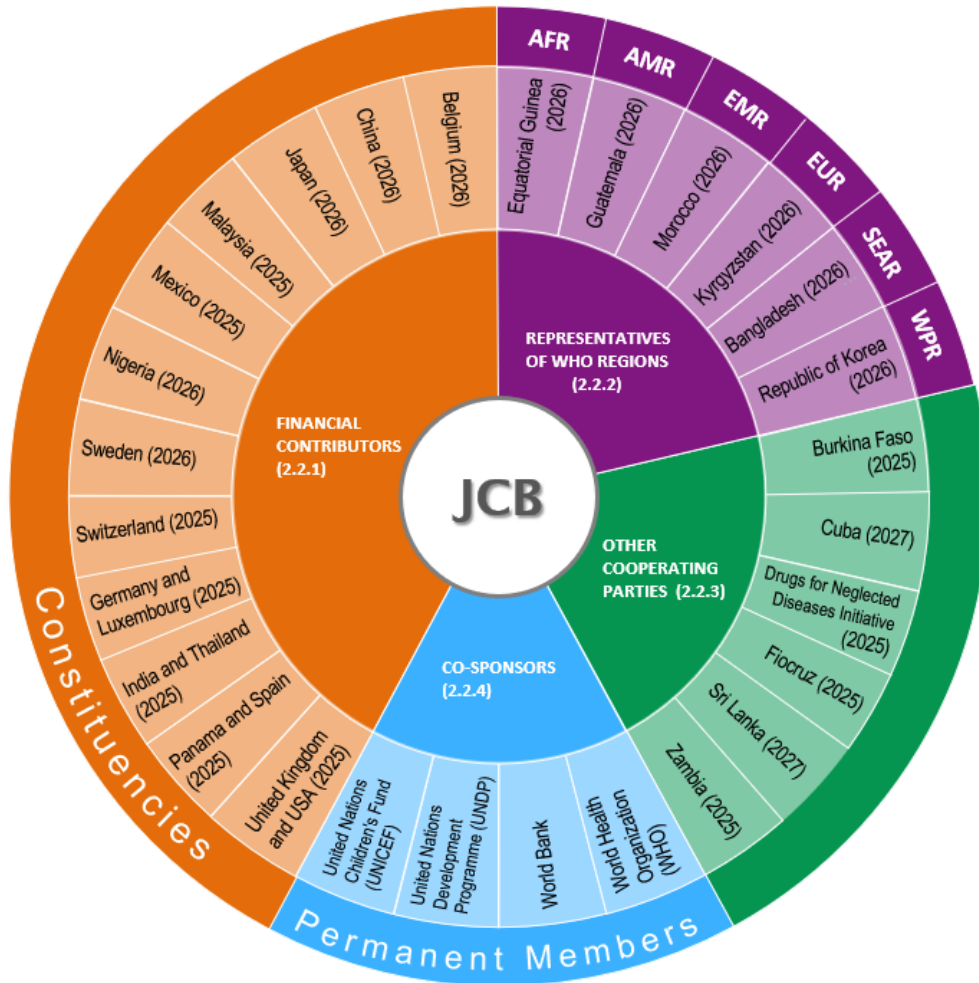 AFR
AMR
EMR
EUR
SEAR
WPR
Equatorial Guinea
(2026)
Guatemala (2026)
Morocco (2026)
Kyrgyzstan (2026)
Bangladesh (2026)
Republic of Korea
(2026)
REPRESENTATIVES
OF WHO REGIONS
(2.2.2)
Burkina Faso
(2025)
Cuba (2027)
Drugs for Neglected
Diseases Initiative
(2025)
Fiocruz (2025)
Sri Lanka (2027)
Zambia (2025)
OTHER
COOPERATING
PARTIES (2.2.3)
World Health
Organization
(WHO)
World Bank
United Nations
Development
Programme (UNDP)
United Nations
Children's Fund
(UNICEF)
CO-SPONSORS
(2.2.4)
Permanent Members
United Kingdom
and USA (2025)
Panama and Spain
(2025)
India and Thailand
(2025)
Germany and
Luxembourg (2025)
Switzerland (2025)
Sweden (2026)
Nigeria (2026)
Mexico (2025)
Malaysia (2025)
Japan (2026)
China (2026)
Belgium (2026)
FINANCIAL
CONTRIBUTORS
(2.2.1)
Constituencies
JCB